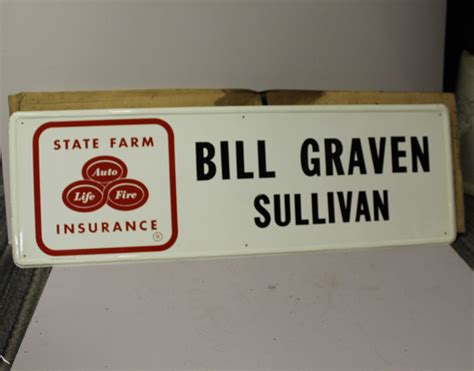 STATE FARM
Auto
Life Fire
INSURANCE
®
BILL GRAVEN
SULLIVAN